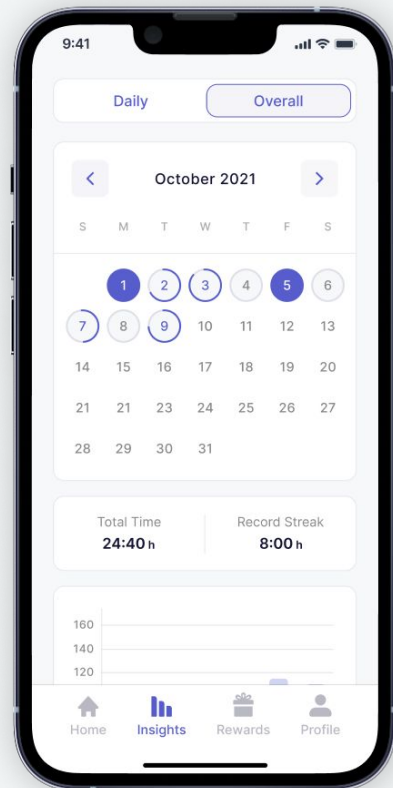 9:41
Daily Overall
October 2021
S M T W T F S
1 2 3 4 5 6
7 8 9 10 11 12 13
14 15 16 17 18 19 20
21 21 23 24 25 26 27
28 29 30 31
Total Time Record Streak
24:40 h 8:00 h
160
140
120
Home Insights Rewards Profile